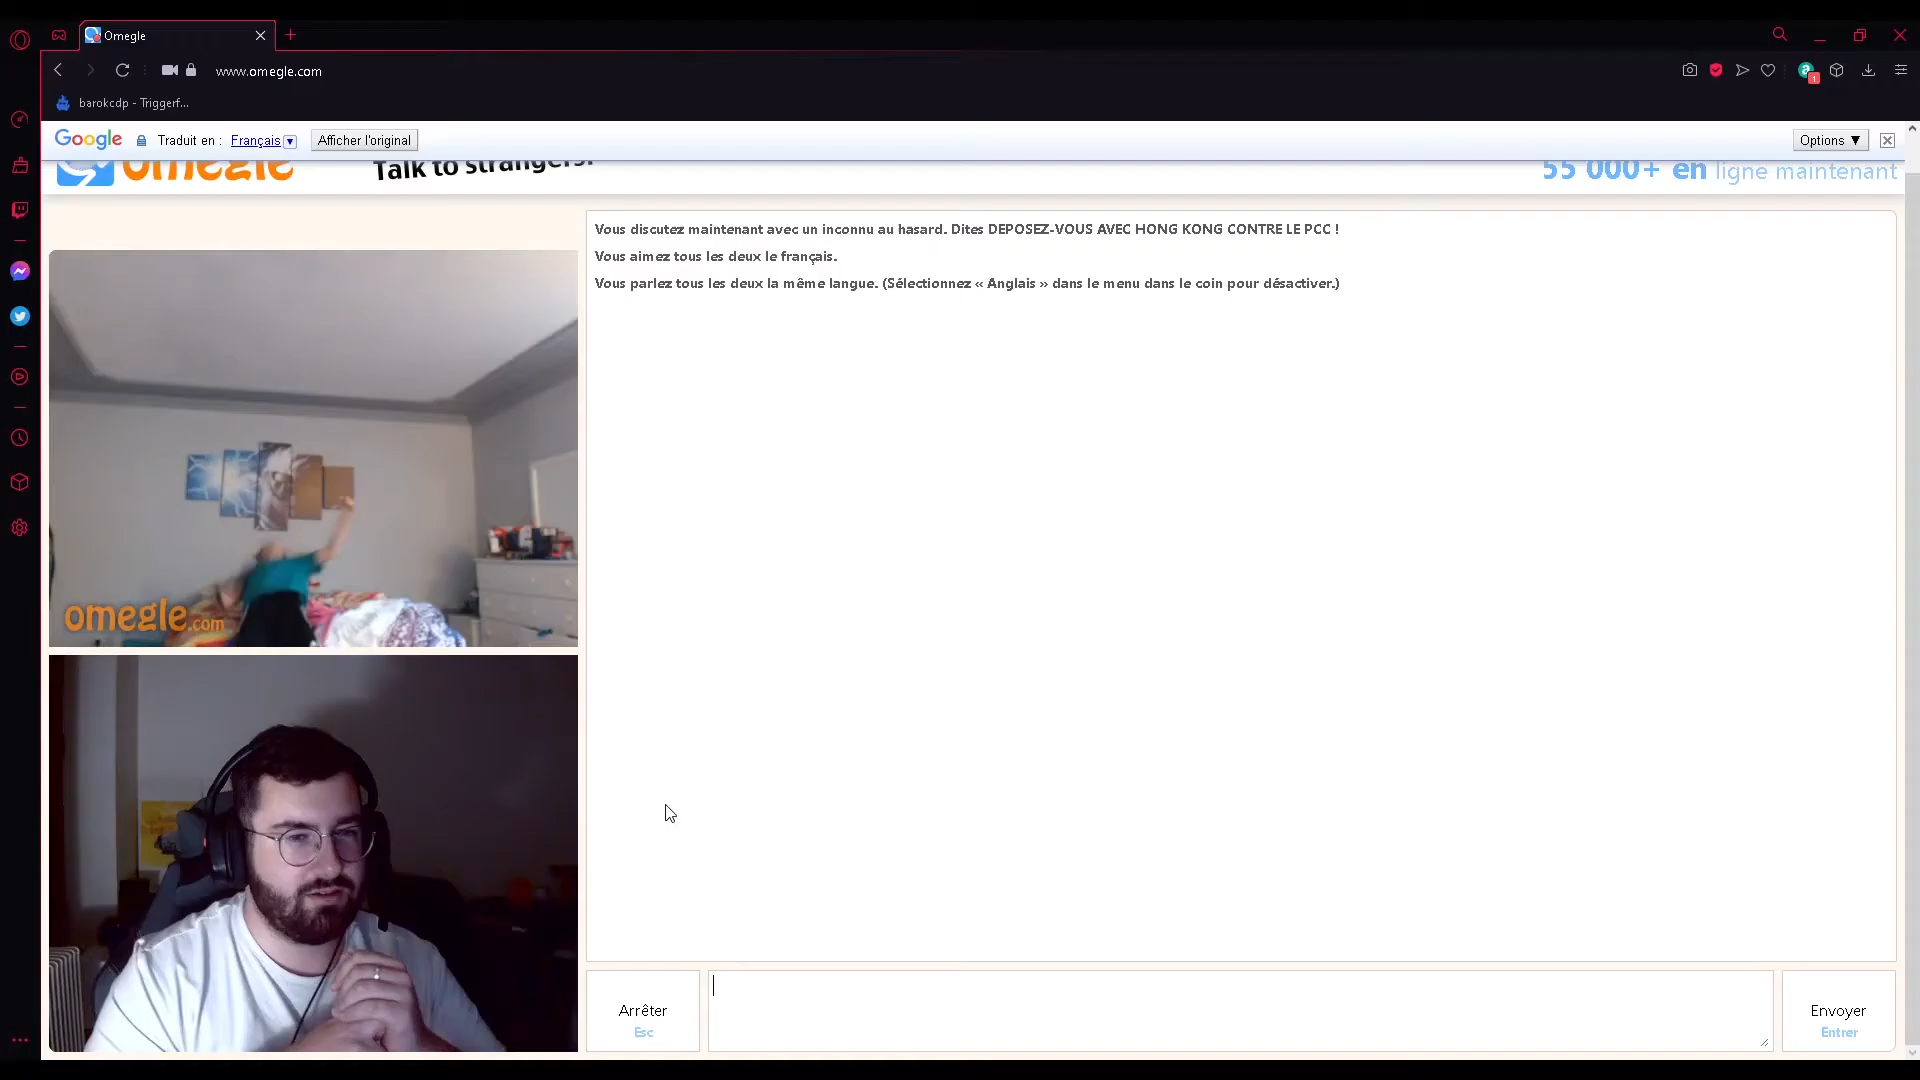 Omegle
www.omegle.com
barokcdp - Triggerf...
Google Traduit en : Français ▼ Afficher l'original Options ▼
omegle Talk to strangers! 55 000+ en ligne maintenant
Vous discutez maintenant avec un inconnu au hasard. Dites DEPOSEZ-VOUS AVEC HONG KONG CONTRE LE PCC !
Vous aimez tous les deux le français.
Vous parlez tous les deux la même langue. (Sélectionnez « Anglais » dans le menu dans le coin pour désactiver.)
omegle.com
Arrêter
Esc
Envoyer
Entrer
1